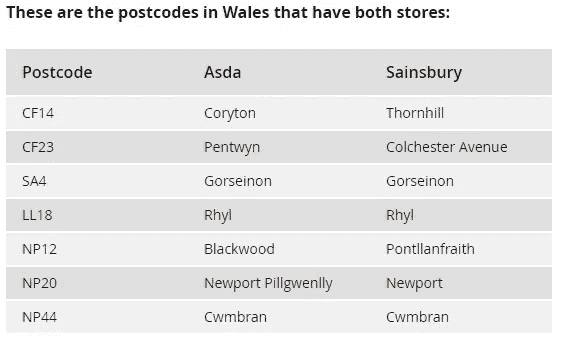 These are the postcodes in Wales that have both stores:
Postcode Asda Sainsbury
CF14 Coryton Thornhill
CF23 Pentwyn Colchester Avenue
SA4 Gorseinon Gorseinon
LL18 Rhyl Rhyl
NP12 Blackwood Pontllanfraith
NP20 Newport Pillgwenlly Newport
NP44 Cwmbran Cwmbran